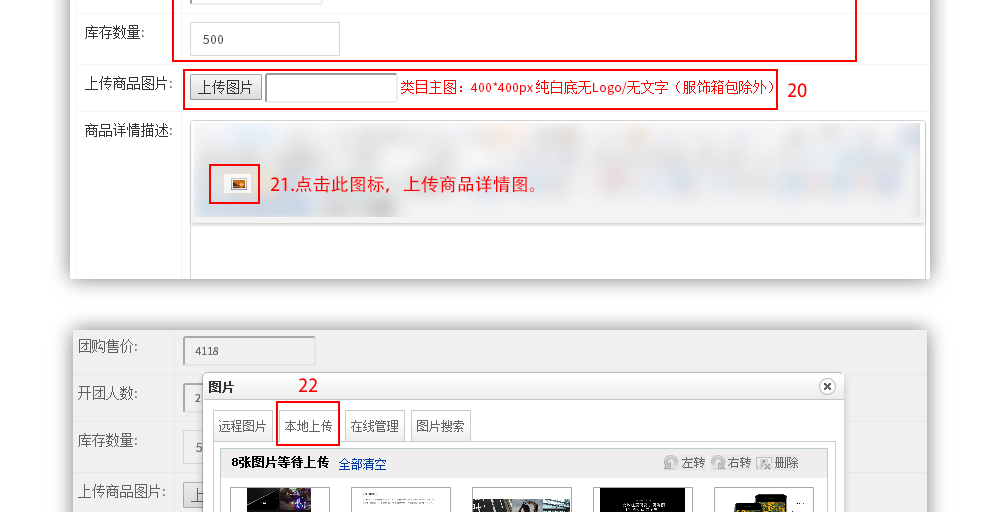 库存数量:
500
上传商品图片:
上传图片
类目主图：400*400px 纯白底无Logo/无文字（服饰箱包除外）
20
商品详情描述:
21.点击此图标，上传商品详情图。
团购售价:
4118
开团人数:
2
图片
22
远程图片
本地上传
在线管理
图片搜索
库存数量:
5
8张图片等待上传
全部清空
左转
右转
删除
上传商品图片:
上